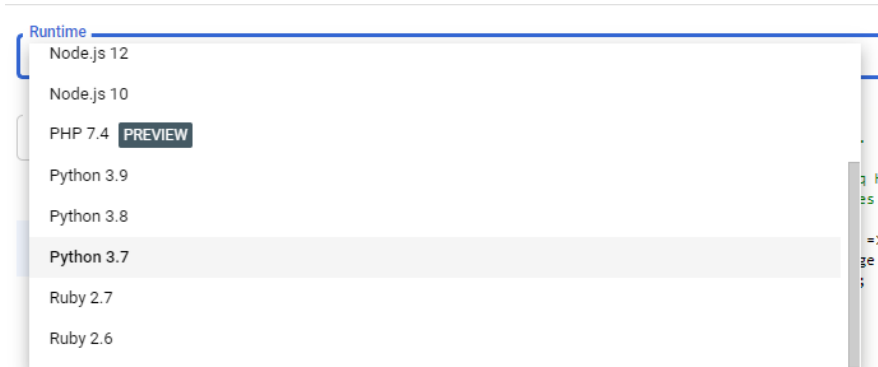 Runtime
Node.js 12
Node.js 10
PHP 7.4 PREVIEW
Python 3.9
Python 3.8
Python 3.7
Ruby 2.7
Ruby 2.6